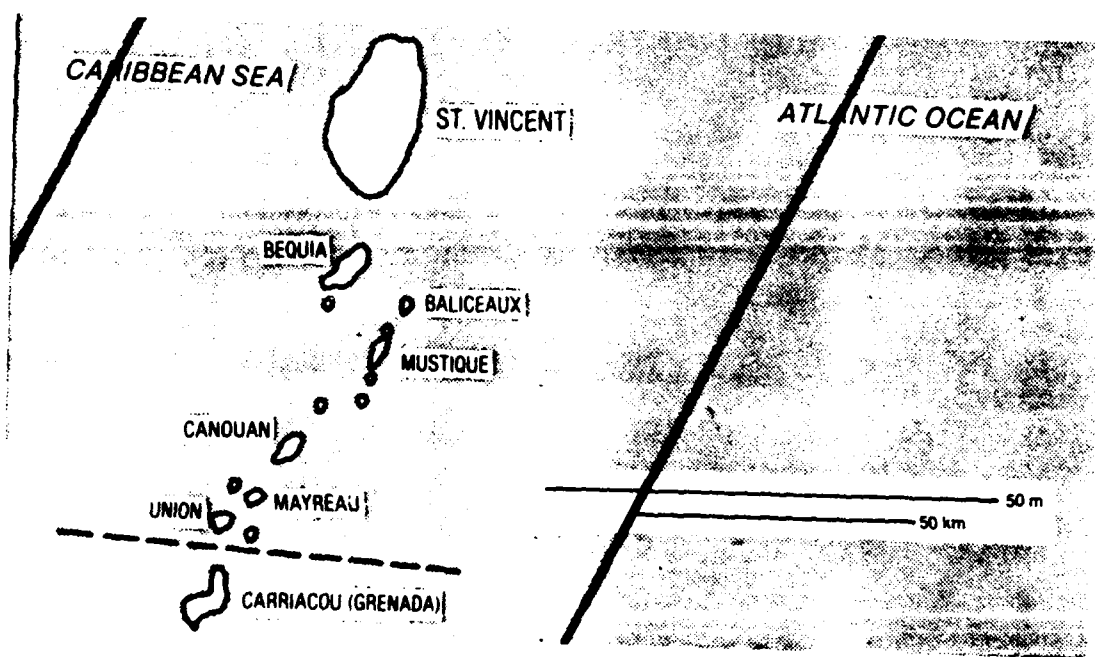 CARIBBEAN SEA
ST. VINCENT
ATLANTIC OCEAN
BEQUIA
BALICEAUX
MUSTIQUE
CANOUAN
MAYREAU
UNION
50 m
50 km
CARRIACOU (GRENADA)